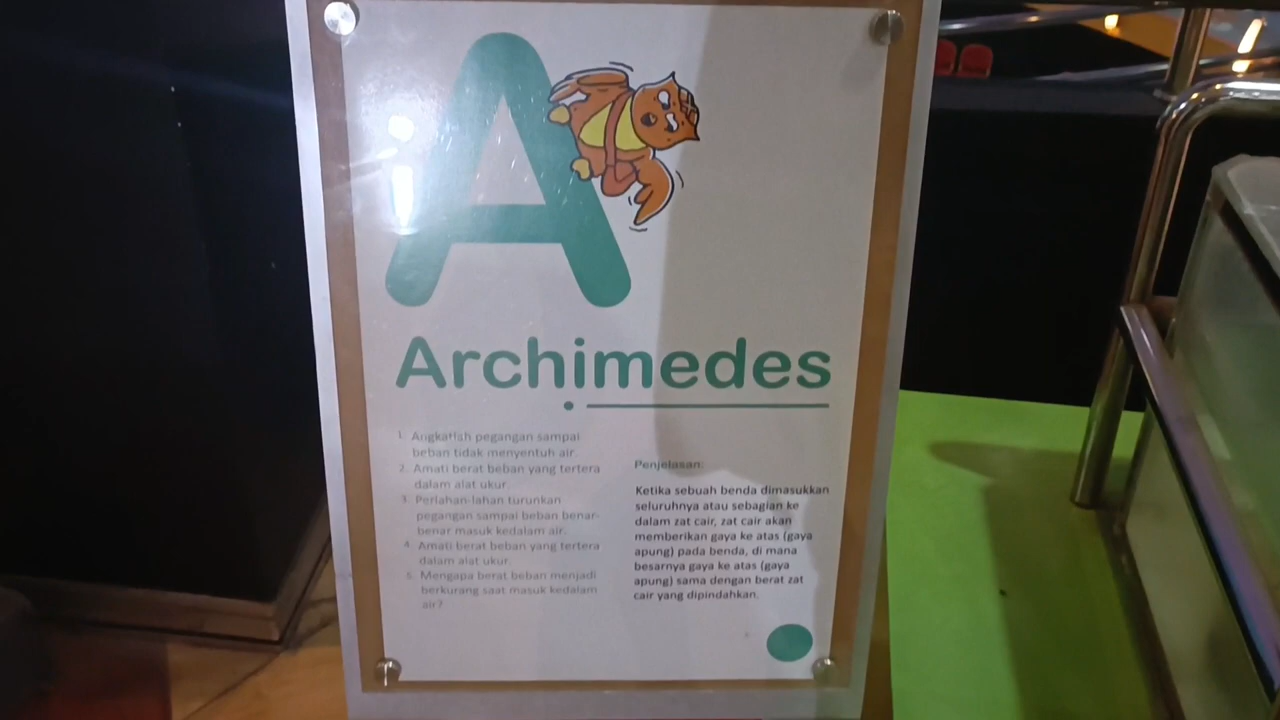 A
Archimedes
1. Angkatlah pegangan sampai
beban tidak menyentuh air.
2. Amati berat beban yang tertera
dalam alat ukur
3. Perlahan-lahan turunkan
pegangan sampai beban benar-
benar masuk kedalam air.
4. Amati berat beban yang tertera
dalam alat ukur.
5. Mengapa berat beban menjadi
berkurang saat masuk kedalam
air?
Penjelasan:
Ketika sebuah benda dimasukkan
seluruhnya atau sebagian ke
dalam zat cair, zat cair akan
memberikan gaya ke atas (gaya
apung) pada benda, di mana
besarnya gaya ke atas (gaya
apung) sama dengan berat zat
cair yang dipindahkan.